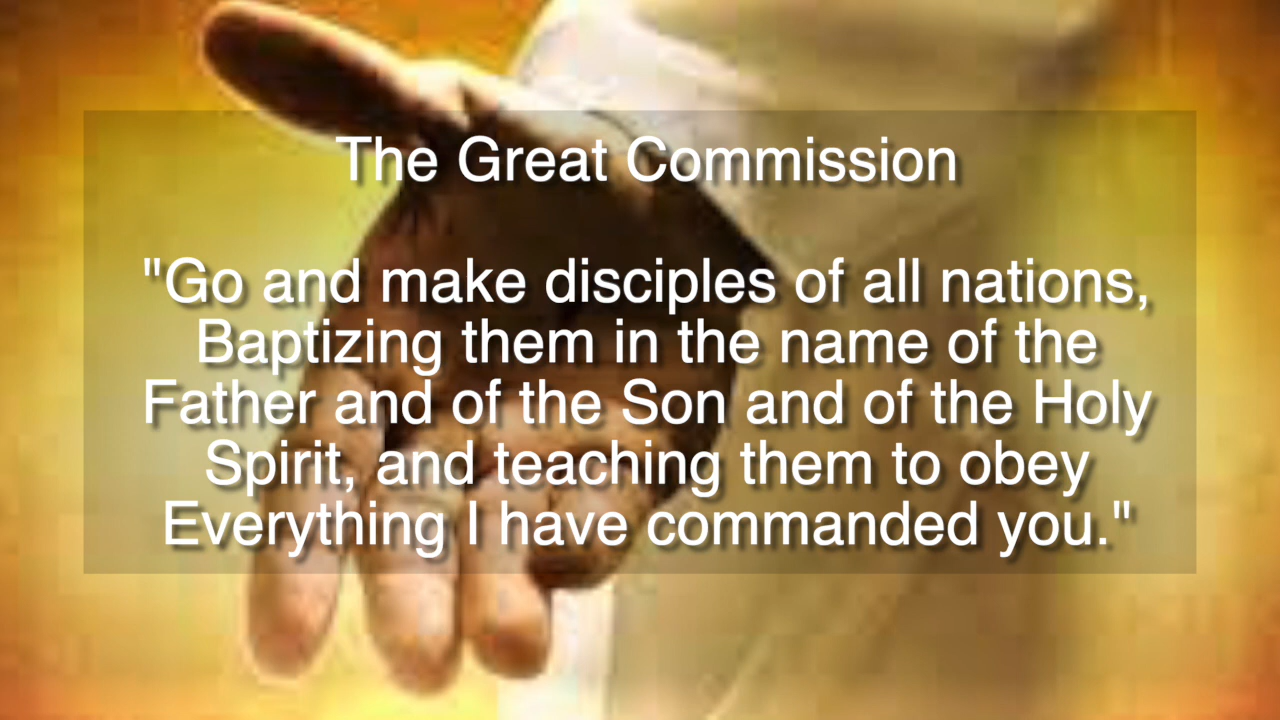 The Great Commission
"Go and make disciples of all nations,
Baptizing them in the name of the
Father and of the Son and of the Holy
Spirit, and teaching them to obey
Everything I have commanded you."